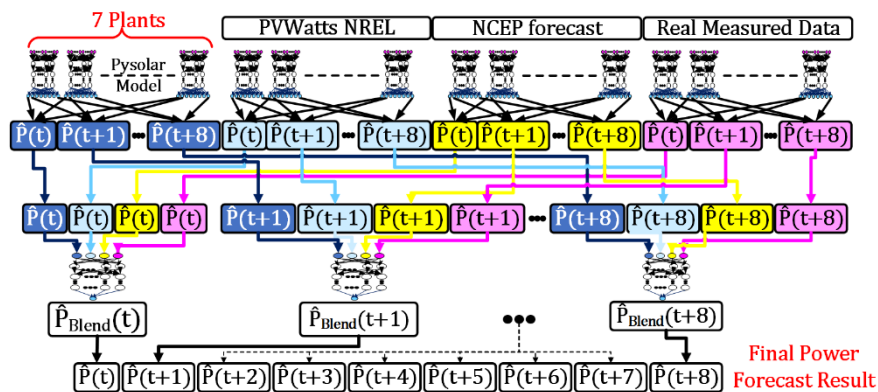 7 Plants
PVWatts NREL
NCEP forecast
Real Measured Data
Pysolar
Model
P̂(t) P̂(t+1) ••• P̂(t+8) P̂(t) P̂(t+1) ••• P̂(t+8) P̂(t) P̂(t+1) ••• P̂(t+8) P̂(t) P̂(t+1) ••• P̂(t+8)
P̂(t) P̂(t) P̂(t) P̂(t) P̂(t+1) P̂(t+1) P̂(t+1) P̂(t+1) ••• P̂(t+8) P̂(t+8) P̂(t+8) P̂(t+8)
P̂Blend(t) P̂Blend(t+1) ••• P̂Blend(t+8)
P̂(t) P̂(t+1) P̂(t+2) P̂(t+3) P̂(t+4) P̂(t+5) P̂(t+6) P̂(t+7) P̂(t+8)
Final Power
Forecast Result